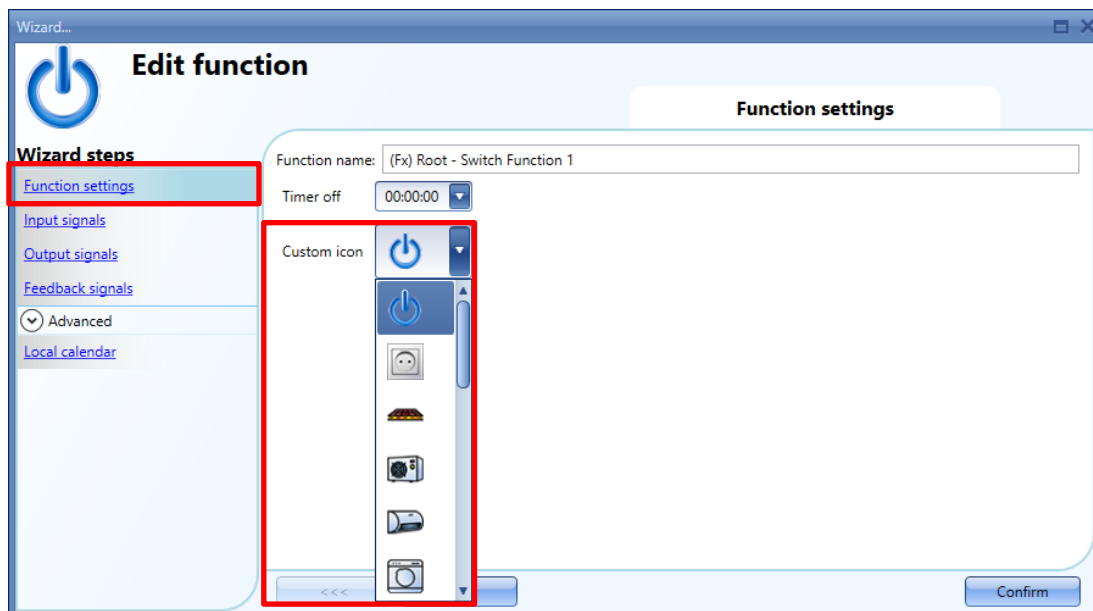 Wizard...
Edit function
Function settings
Wizard steps
Function settings
Input signals
Output signals
Feedback signals
Advanced
Local calendar
Function name: (Fx) Root - Switch Function 1
Timer off 00:00:00
Custom icon
<<<
Confirm